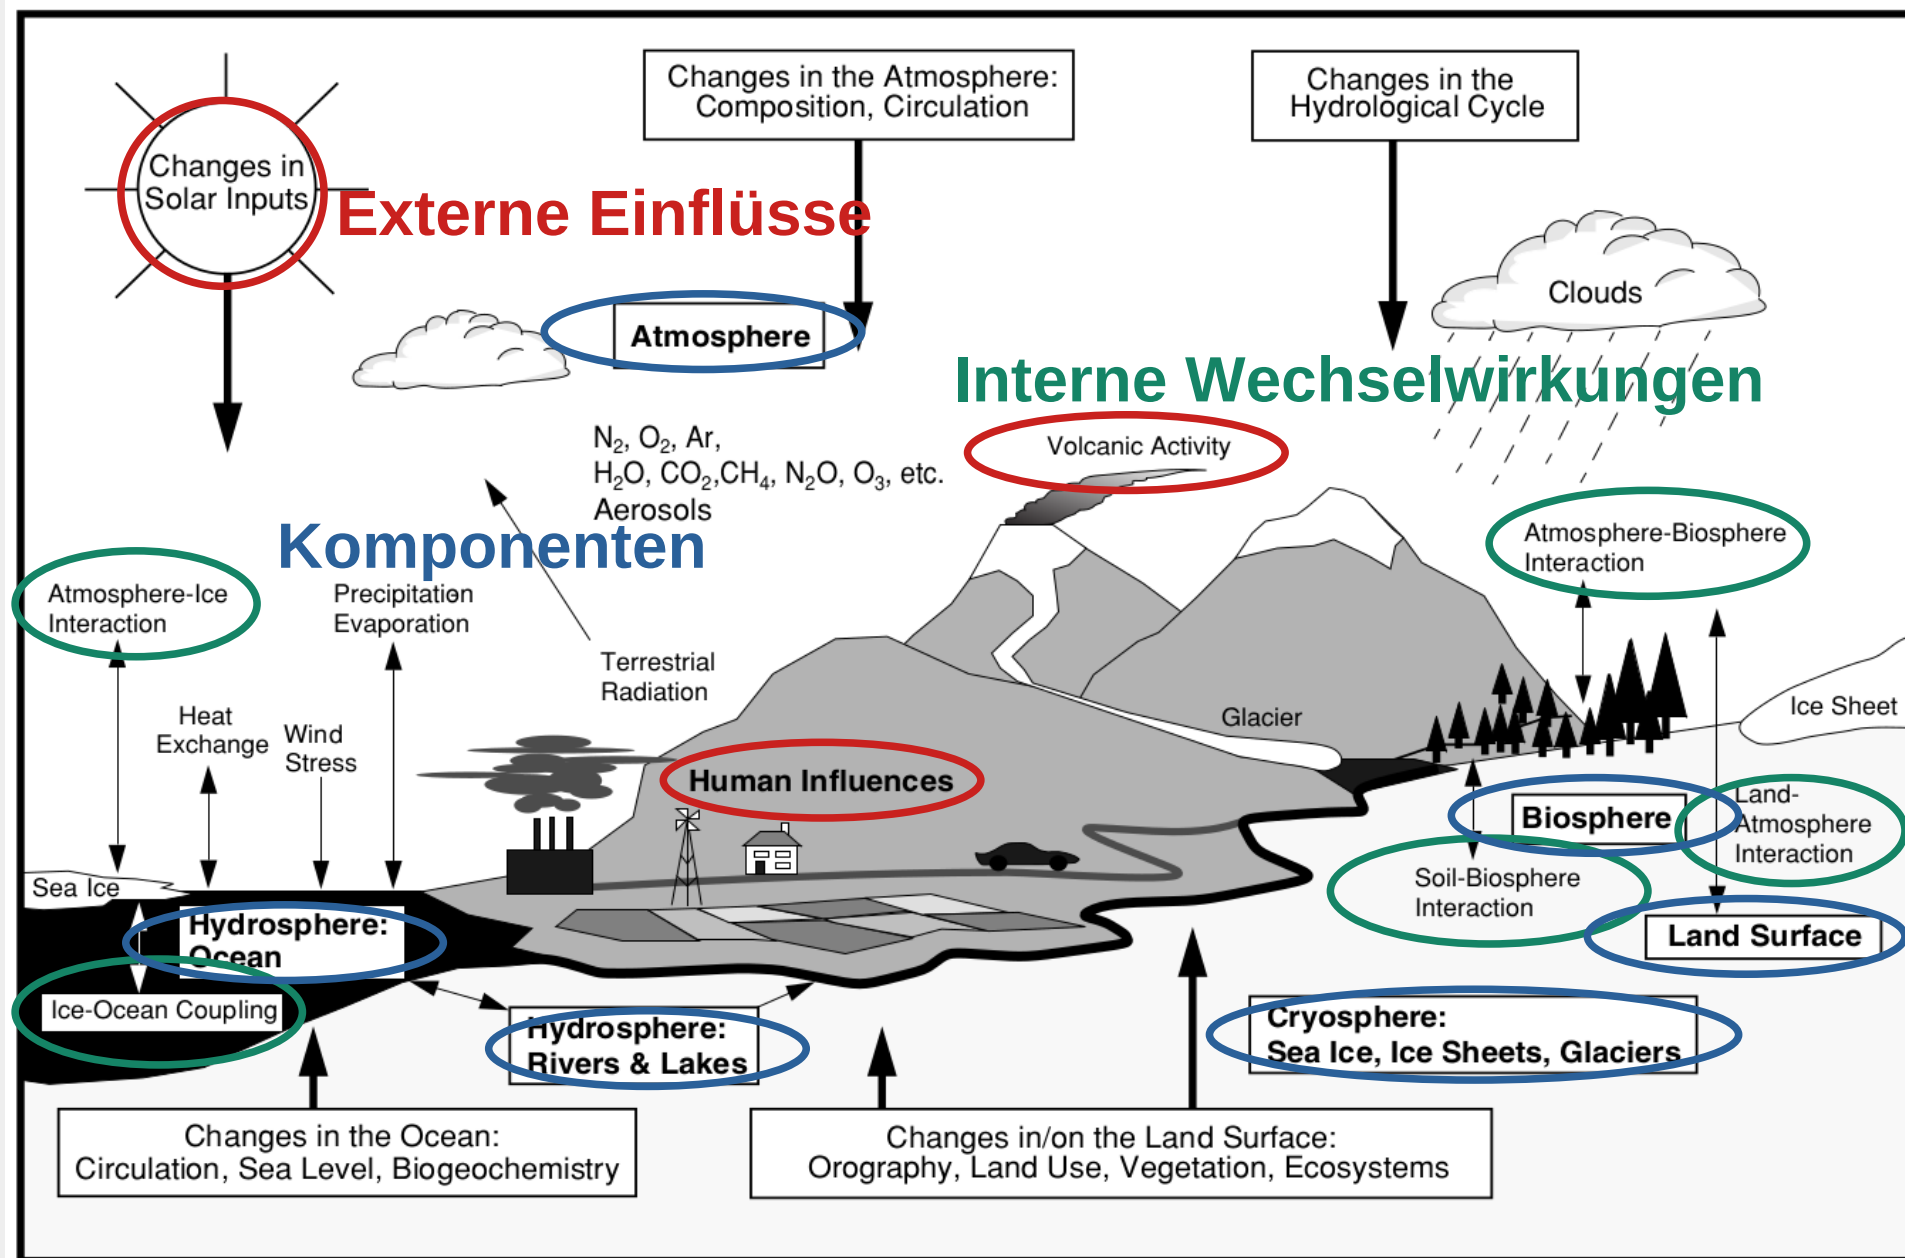 Changes in the Atmosphere:
Composition, Circulation
Changes in the
Hydrological Cycle
Changes in
Solar Inputs
Externe Einflüsse
Clouds
Atmosphere
Interne Wechselwirkungen
N₂, O₂, Ar,
H₂O, CO₂,CH₄, N₂O, O₃, etc.
Aerosols
Volcanic Activity
Komponenten
Atmosphere-Biosphere
Interaction
Atmosphere-Ice
Interaction
Precipitation
Evaporation
Terrestrial
Radiation
Heat
Exchange
Wind
Stress
Glacier
Ice Sheet
Human Influences
Biosphere
Land-
Atmosphere
Interaction
Soil-Biosphere
Interaction
Sea Ice
Hydrosphere:
Ocean
Land Surface
Ice-Ocean Coupling
Hydrosphere:
Rivers & Lakes
Cryosphere:
Sea Ice, Ice Sheets, Glaciers
Changes in the Ocean:
Circulation, Sea Level, Biogeochemistry
Changes in/on the Land Surface:
Orography, Land Use, Vegetation, Ecosystems